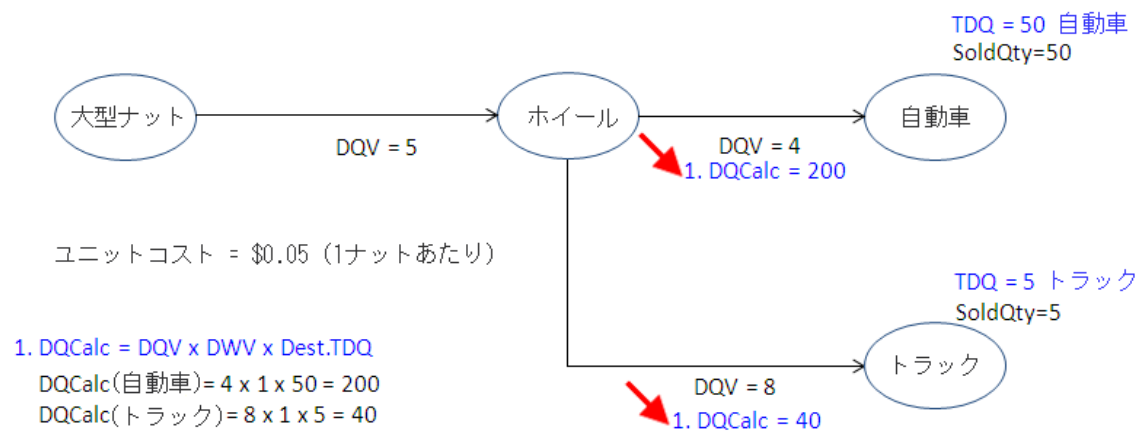 TDQ = 50 自動車
SoldQty=50
大型ナット
ホイール
自動車
DQV = 5
DQV = 4
1. DQCalc = 200
ユニットコスト = $0.05 (1ナットあたり)
TDQ = 5 トラック
SoldQty=5
1. DQCalc = DQV x DWV x Dest.TDQ
DQCalc(自動車)= 4 x 1 x 50 = 200
DQCalc(トラック)= 8 x 1 x 5 = 40
トラック
DQV = 8
1. DQCalc = 40